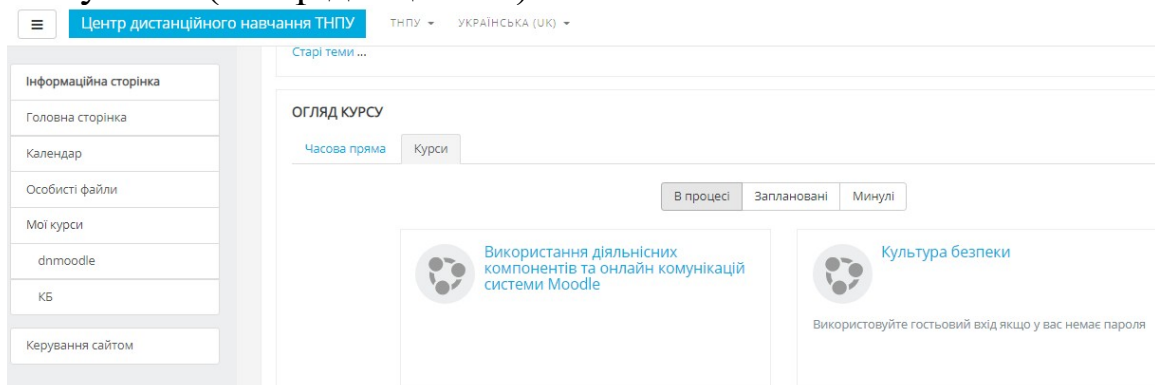 Центр дистанційного навчання ТНПУ ТНПУ УКРАЇНСЬКА (UK)
Старі теми ...
Інформаційна сторінка
Головна сторінка
Календар
Особисті файли
Мої курси
dnmoodle
КБ
Керування сайтом
ОГЛЯД КУРСУ
Часова пряма Курси
В процесі Заплановані Минулі
Використання діяльнісних
компонентів та онлайн комунікацій
системи Moodle
Культура безпеки
Використовуйте гостьовий вхід якщо у вас немає пароля